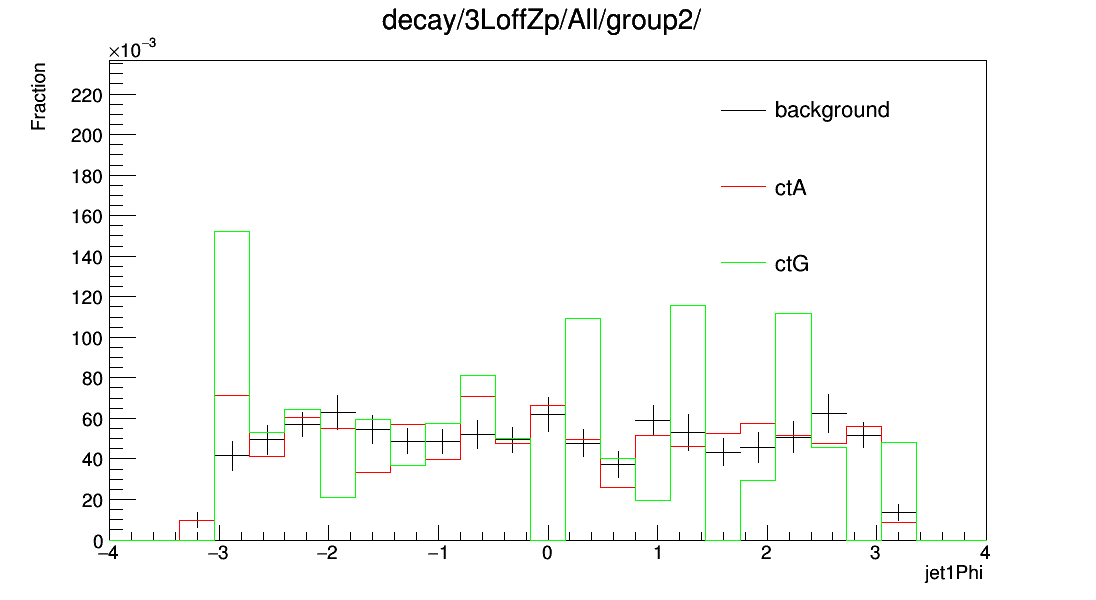 decay/3LoffZp/All/group2/
×10⁻³
Fraction
220
200
180
160
140
120
100
80
60
40
20
0
background
ctA
ctG
−4 −3 −2 −1 0 1 2 3 4
jet1Phi